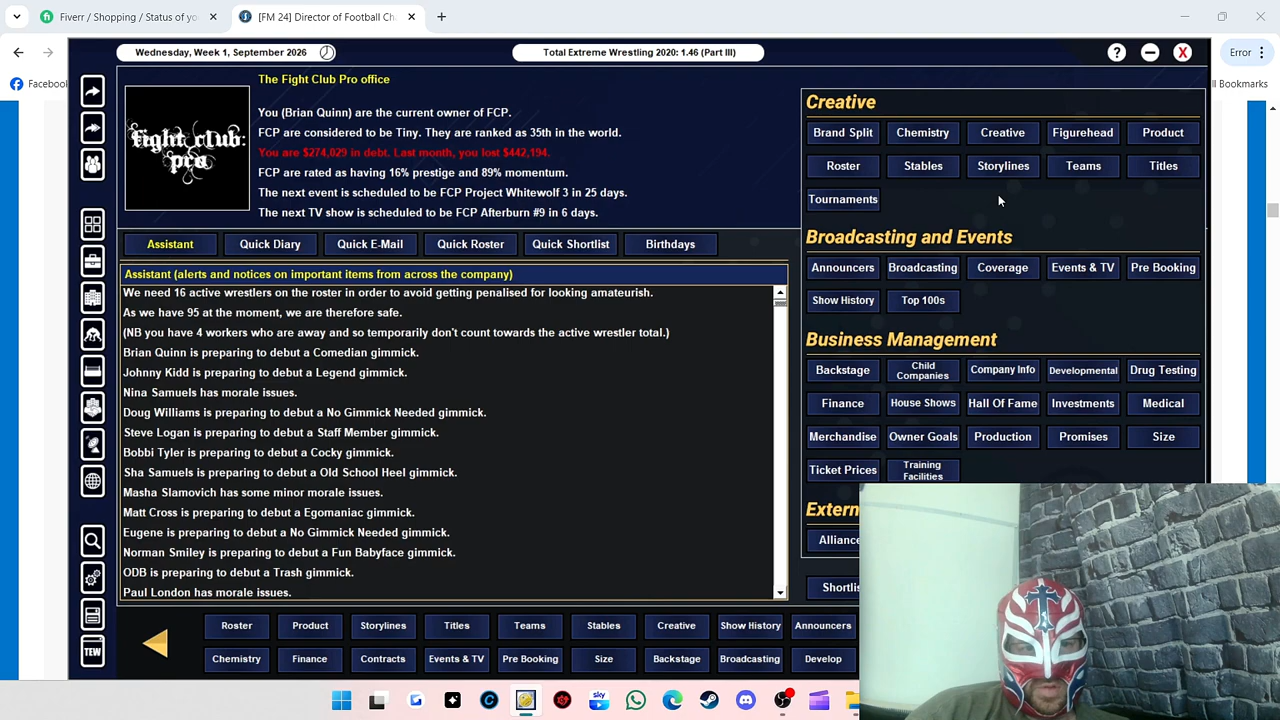 Fiverr / Shopping / Status of yo
[FM 24] Director of Football Ch
Error
Facebook
ll Bookmarks
Wednesday, Week 1, September 2026
Total Extreme Wrestling 2020: 1.46 (Part III)
fight club:
pro
The Fight Club Pro office
You (Brian Quinn) are the current owner of FCP.
FCP are considered to be Tiny. They are ranked as 35th in the world.
You are $274,029 in debt. Last month, you lost $442,194.
FCP are rated as having 16% prestige and 89% momentum.
The next event is scheduled to be FCP Project Whitewolf 3 in 25 days.
The next TV show is scheduled to be FCP Afterburn #9 in 6 days.
Assistant Quick Diary Quick E-Mail Quick Roster Quick Shortlist Birthdays
Assistant (alerts and notices on important items from across the company)
We need 16 active wrestlers on the roster in order to avoid getting penalised for looking amateurish.
As we have 95 at the moment, we are therefore safe.
(NB you have 4 workers who are away and so temporarily don't count towards the active wrestler total.)
Brian Quinn is preparing to debut a Comedian gimmick.
Johnny Kidd is preparing to debut a Legend gimmick.
Nina Samuels has morale issues.
Doug Williams is preparing to debut a No Gimmick Needed gimmick.
Steve Logan is preparing to debut a Staff Member gimmick.
Bobbi Tyler is preparing to debut a Cocky gimmick.
Sha Samuels is preparing to debut a Old School Heel gimmick.
Masha Slamovich has some minor morale issues.
Matt Cross is preparing to debut a Egomaniac gimmick.
Eugene is preparing to debut a No Gimmick Needed gimmick.
Norman Smiley is preparing to debut a Fun Babyface gimmick.
ODB is preparing to debut a Trash gimmick.
Paul London has morale issues.
Creative
Brand Split Chemistry Creative Figurehead Product
Roster Stables Storylines Teams Titles
Tournaments
Broadcasting and Events
Announcers Broadcasting Coverage Events & TV Pre Booking
Show History Top 100s
Business Management
Backstage Child Companies Company Info Developmental Drug Testing
Finance House Shows Hall Of Fame Investments Medical
Merchandise Owner Goals Production Promises Size
Ticket Prices Training Facilities
Extern
Alliance
Shortlis
Roster Product Storylines Titles Teams Stables Creative Show History Announcers
Chemistry Finance Contracts Events & TV Pre Booking Size Backstage Broadcasting Develop
TEW
sky